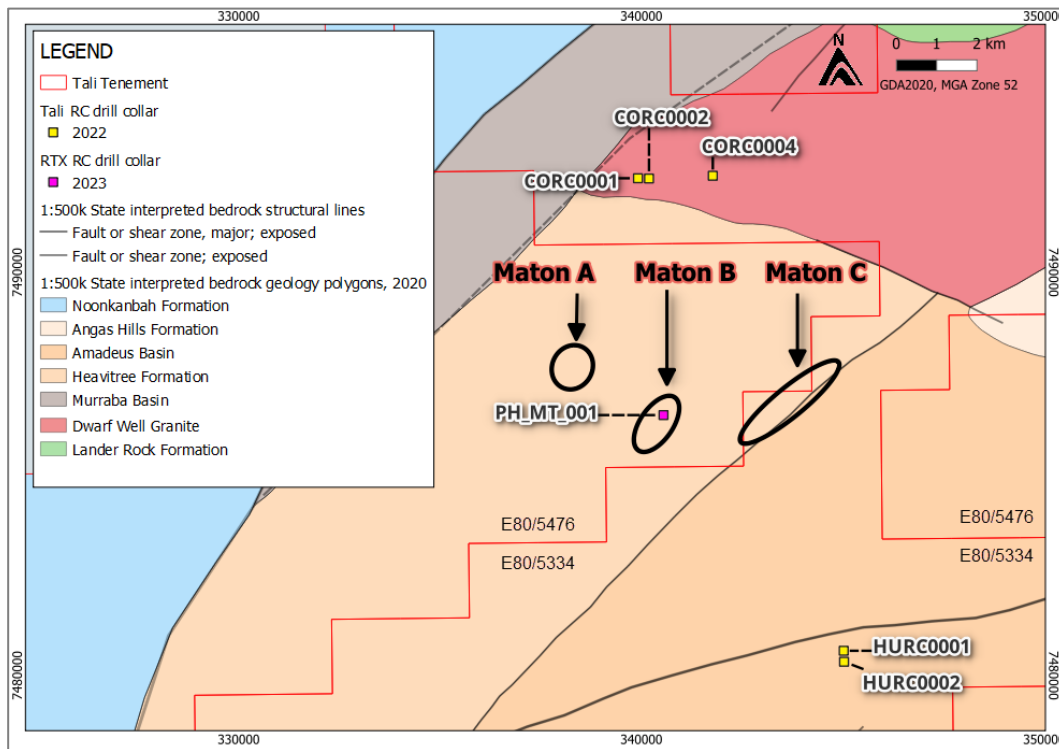 330000
340000
35000
LEGEND
Tali Tenement
Tali RC drill collar
2022
RTX RC drill collar
2023
1:500k State interpreted bedrock structural lines
Fault or shear zone, major; exposed
Fault or shear zone; exposed
1:500k State interpreted bedrock geology polygons, 2020
Noonkanbah Formation
Angas Hills Formation
Amadeus Basin
Heavitree Formation
Murraba Basin
Dwarf Well Granite
Lander Rock Formation
N
0 1 2 km
GDA2020, MGA Zone 52
CORC0002
CORC0004
CORC0001
7490000
7490000
Maton A
Maton B
Maton C
PH_MT_001
E80/5476
E80/5476
E80/5334
E80/5334
HURC0001
HURC0002
7480000
7480000
330000
340000
35000